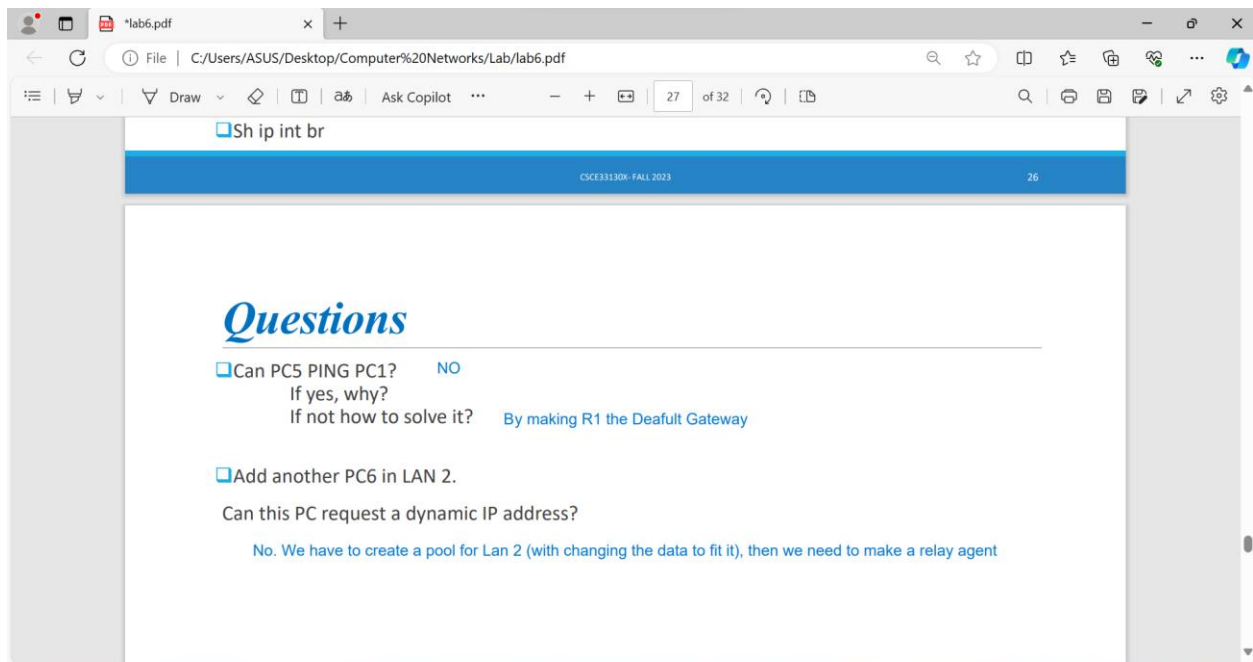 *lab6.pdf
File | C:/Users/ASUS/Desktop/Computer%20Networks/Lab/lab6.pdf
Draw Ask Copilot 27 of 32
Sh ip int br
CSCE33130X- FALL 2023 26
Questions
Can PC5 PING PC1? NO
If yes, why?
If not how to solve it? By making R1 the Deafult Gateway
Add another PC6 in LAN 2.
Can this PC request a dynamic IP address?
No. We have to create a pool for Lan 2 (with changing the data to fit it), then we need to make a relay agent